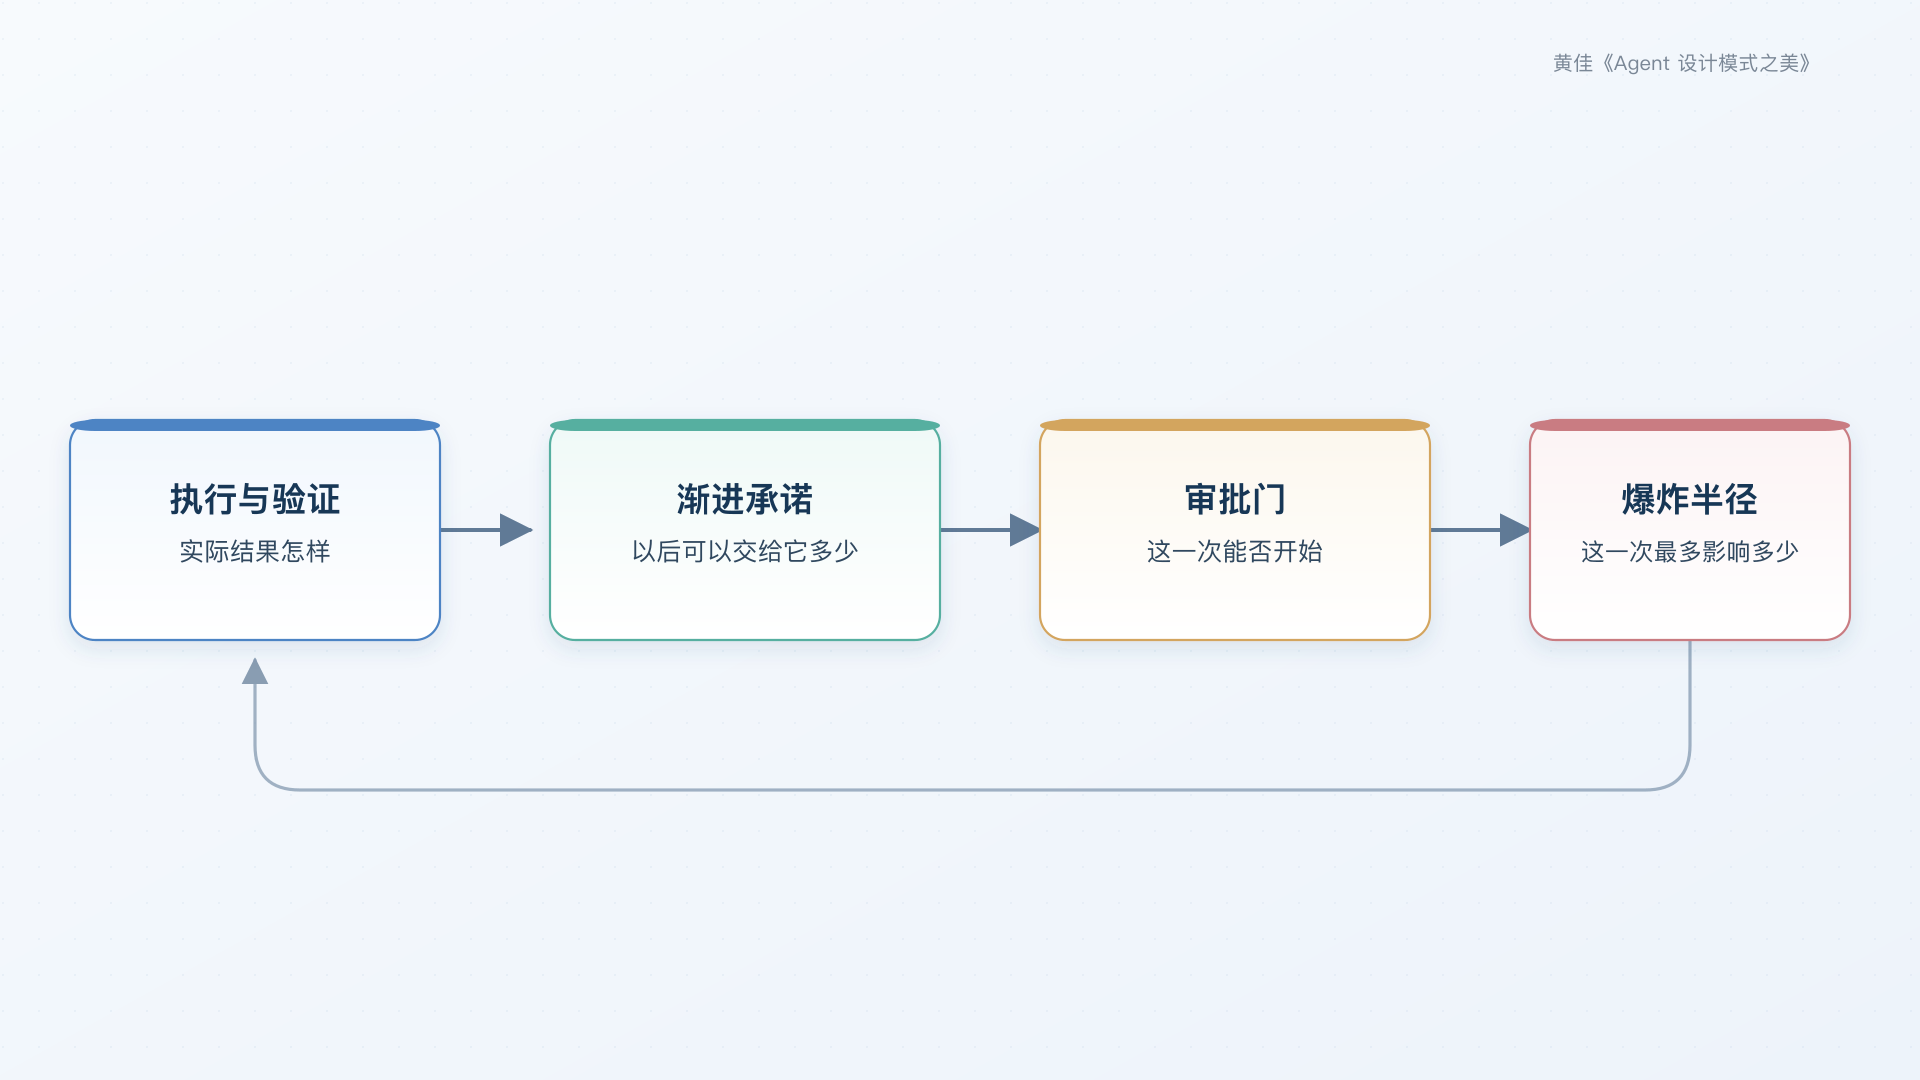 黄佳《Agent 设计模式之美》
执行与验证
实际结果怎样
渐进承诺
以后可以交给它多少
审批门
这一次能否开始
爆炸半径
这一次最多影响多少